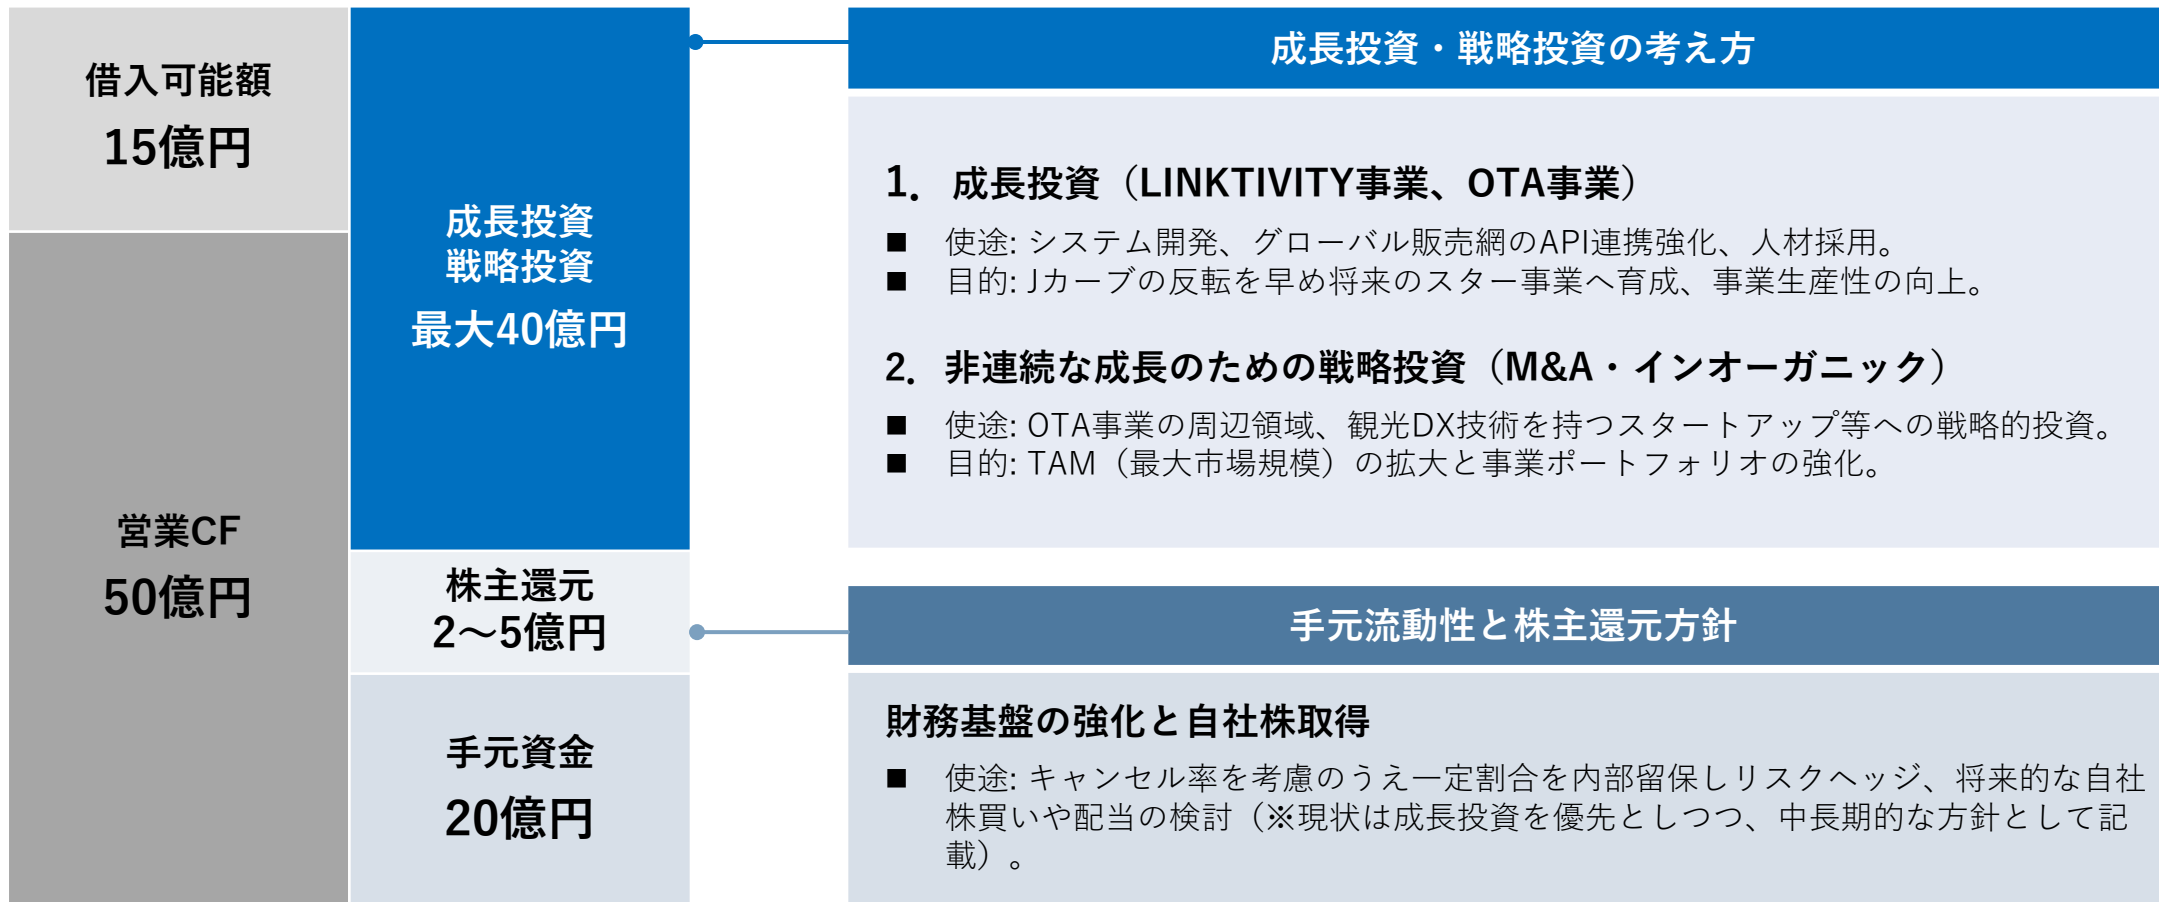 借入可能額
15億円
営業CF
50億円
成長投資
戦略投資
最大40億円
株主還元
2～5億円
手元資金
20億円
成長投資・戦略投資の考え方
1. 成長投資（LINKTIVITY事業、OTA事業）
■ 使途: システム開発、グローバル販売網のAPI連携強化、人材採用。
■ 目的: Jカーブの反転を早め将来のスター事業へ育成、事業生産性の向上。
2. 非連続な成長のための戦略投資（M&A・インオーガニック）
■ 使途: OTA事業の周辺領域、観光DX技術を持つスタートアップ等への戦略的投資。
■ 目的: TAM（最大市場規模）の拡大と事業ポートフォリオの強化。
手元流動性と株主還元方針
財務基盤の強化と自社株取得
■ 使途: キャンセル率を考慮のうえ一定割合を内部留保しリスクヘッジ、将来的な自社
株買いや配当の検討（※現状は成長投資を優先としつつ、中長期的な方針として記
載）。